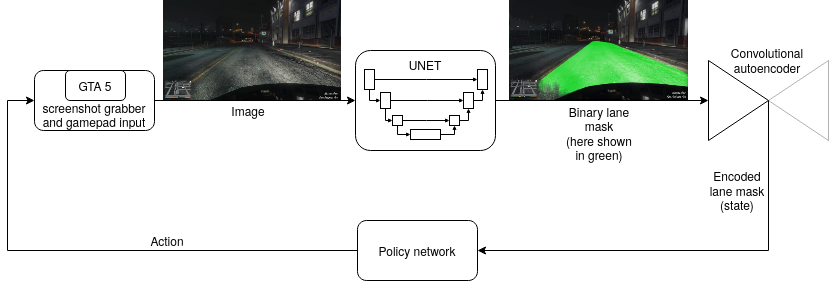 GTA 5
screenshot grabber
and gamepad input
Image
UNET
Binary lane
mask
(here shown
in green)
Convolutional
autoencoder
Encoded
lane mask
(state)
Policy network
Action